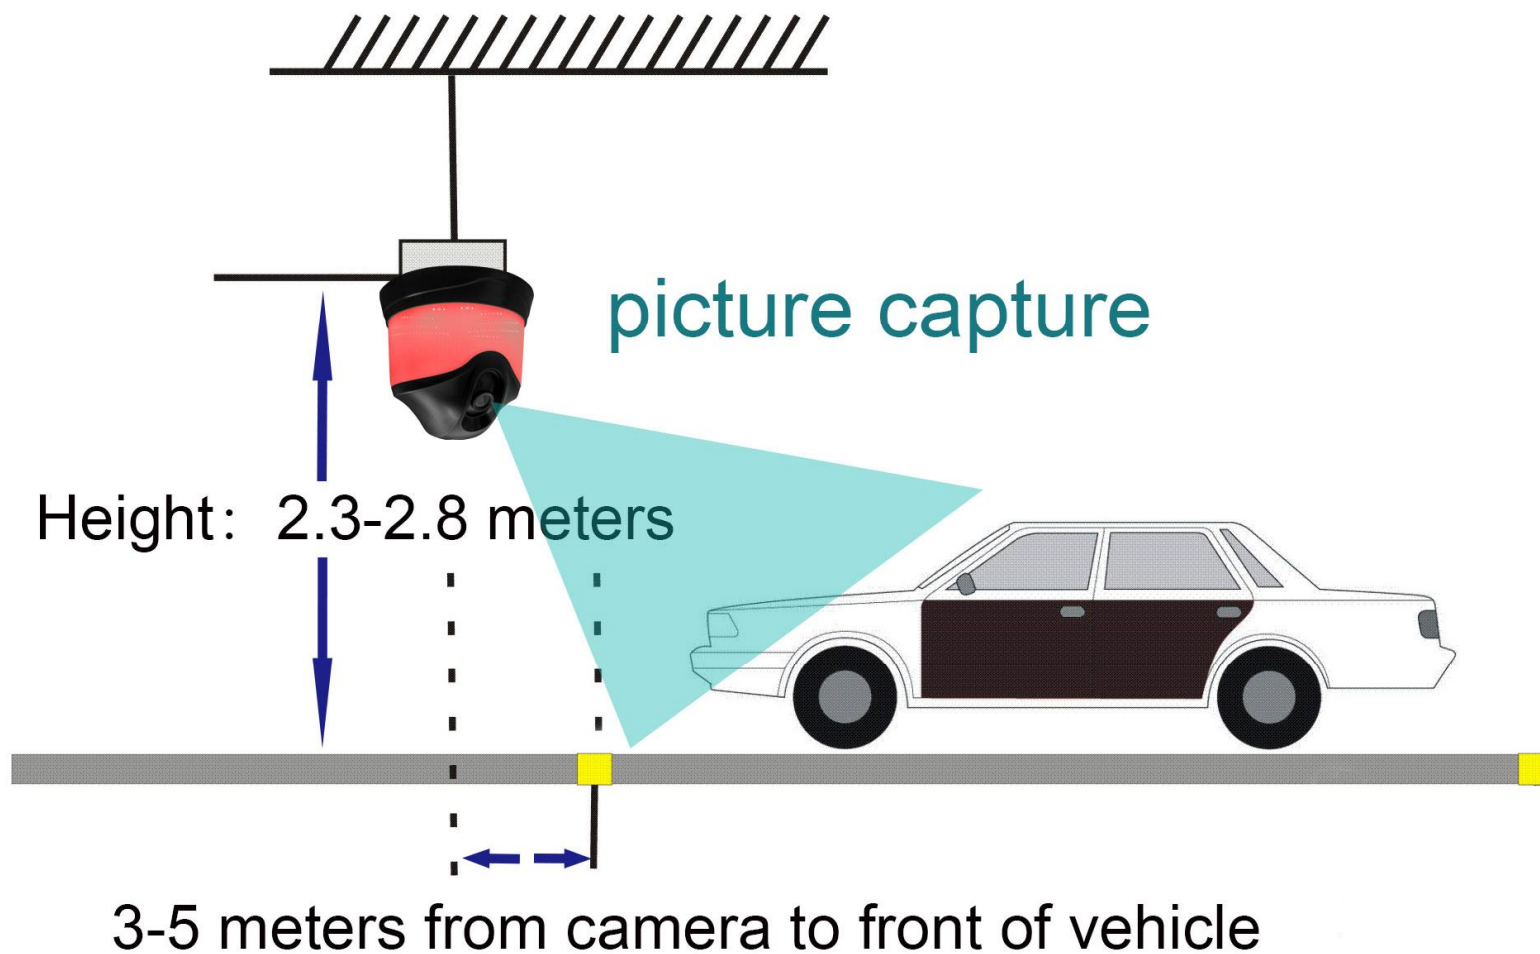 picture capture
Height: 2.3-2.8 meters
3-5 meters from camera to front of vehicle